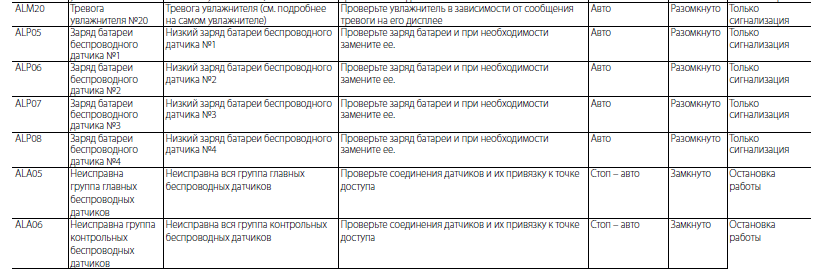 ALM20 Тревога увлажнителя №20 Тревога увлажнителя (см. подробнее на самом увлажнителе) Проверьте увлажнитель в зависимости от сообщения тревоги на его дисплее Авто Разомкнуто Только сигнализация
ALP05 Заряд батареи беспроводного датчика №1 Низкий заряд батареи беспроводного датчика №1 Проверьте заряд батареи и при необходимости замените ее. Авто Разомкнуто Только сигнализация
ALP06 Заряд батареи беспроводного датчика №2 Низкий заряд батареи беспроводного датчика №2 Проверьте заряд батареи и при необходимости замените ее. Авто Разомкнуто Только сигнализация
ALP07 Заряд батареи беспроводного датчика №3 Низкий заряд батареи беспроводного датчика №3 Проверьте заряд батареи и при необходимости замените ее. Авто Разомкнуто Только сигнализация
ALP08 Заряд батареи беспроводного датчика №4 Низкий заряд батареи беспроводного датчика №4 Проверьте заряд батареи и при необходимости замените ее. Авто Разомкнуто Только сигнализация
ALA05 Неисправна группа главных беспроводных датчиков Неисправна вся группа главных беспроводных датчиков Проверьте соединения датчиков и их привязку к точке доступа Стоп – авто Замкнуто Остановка работы
ALA06 Неисправна группа контрольных беспроводных датчиков Неисправна вся группа контрольных беспроводных датчиков Проверьте соединения датчиков и их привязку к точке доступа Стоп – авто Замкнуто Остановка работы